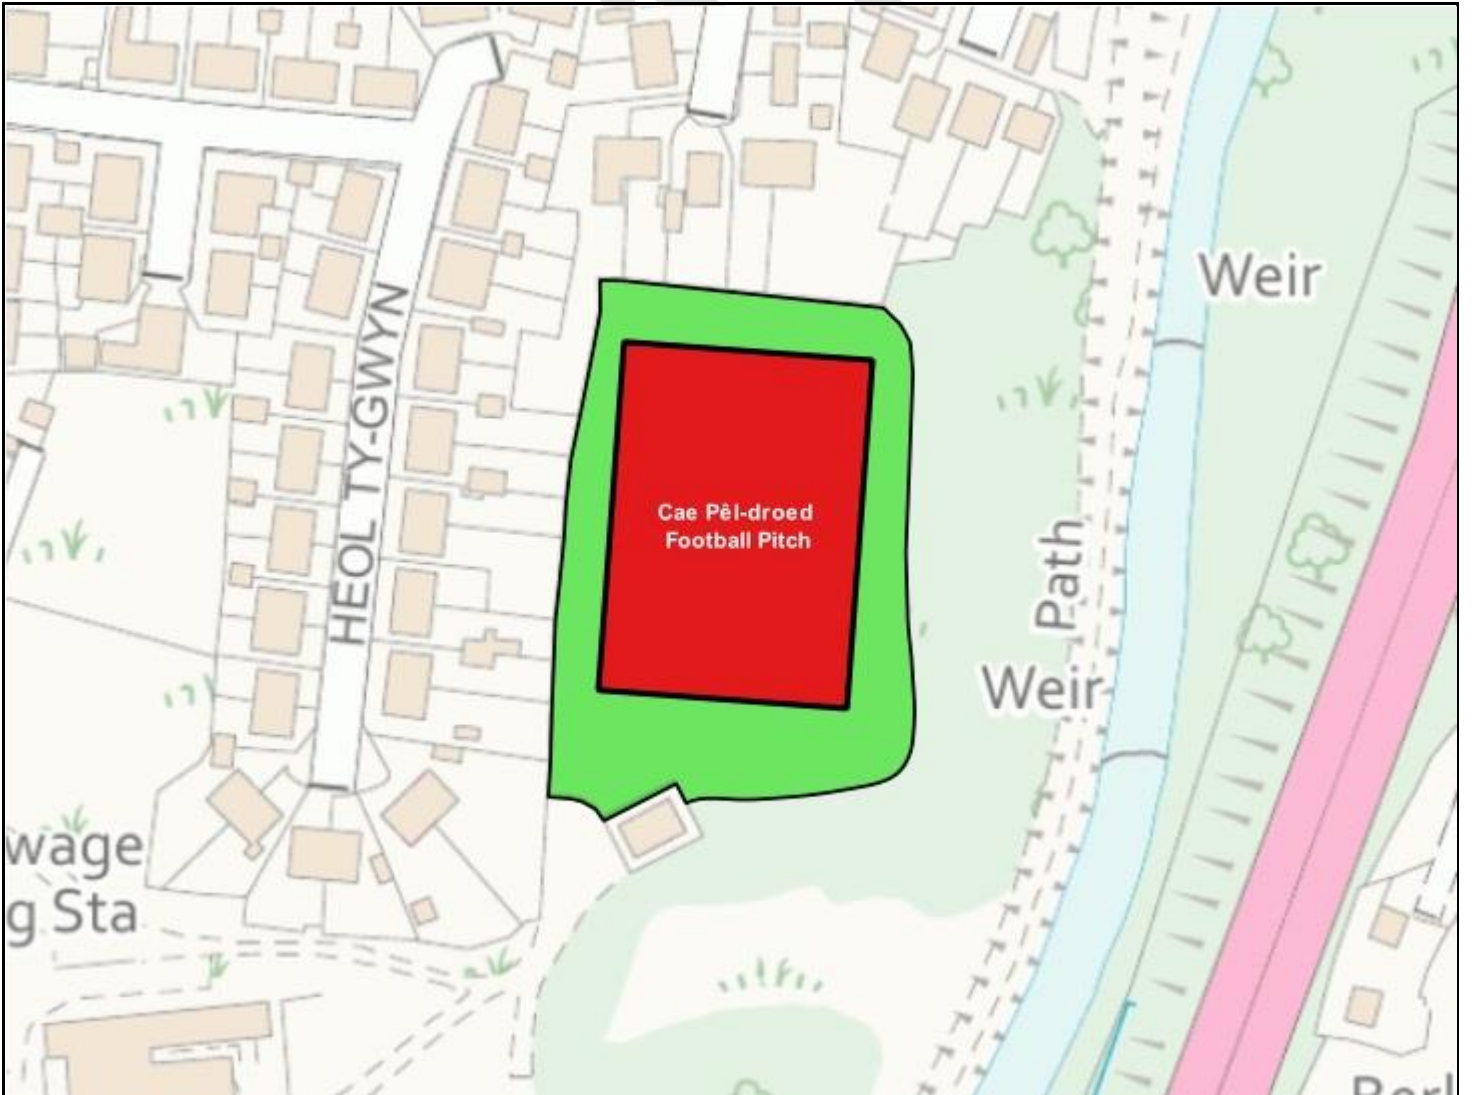 Weir
HEOL TY-GWYN
Cae Pêl-droed
Football Pitch
Path
Weir
wage
g Sta